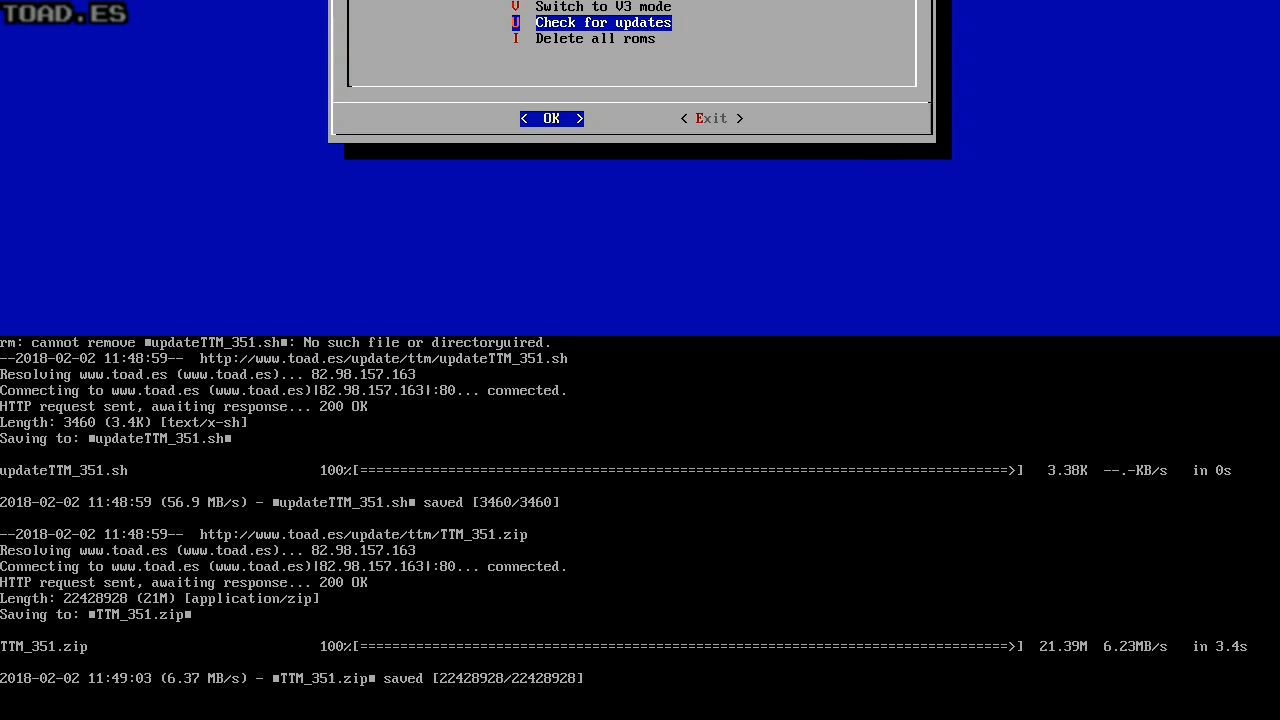 TOAD.ES
V Switch to V3 mode
U Check for updates
I Delete all roms
< OK > < Exit >
rm: cannot remove ■updateTTM_351.sh■: No such file or directoryuired.
--2018-02-02 11:48:59-- http://www.toad.es/update/ttm/updateTTM_351.sh
Resolving www.toad.es (www.toad.es)... 82.98.157.163
Connecting to www.toad.es (www.toad.es)|82.98.157.163|:80... connected.
HTTP request sent, awaiting response... 200 OK
Length: 3460 (3.4K) [text/x-sh]
Saving to: ■updateTTM_351.sh■
updateTTM_351.sh 100%[=================================================================================>] 3.38K --.-KB/s in 0s
2018-02-02 11:48:59 (56.9 MB/s) - ■updateTTM_351.sh■ saved [3460/3460]
--2018-02-02 11:48:59-- http://www.toad.es/update/ttm/TTM_351.zip
Resolving www.toad.es (www.toad.es)... 82.98.157.163
Connecting to www.toad.es (www.toad.es)|82.98.157.163|:80... connected.
HTTP request sent, awaiting response... 200 OK
Length: 22428928 (21M) [application/zip]
Saving to: ■TTM_351.zip■
TTM_351.zip 100%[=================================================================================>] 21.39M 6.23MB/s in 3.4s
2018-02-02 11:49:03 (6.37 MB/s) - ■TTM_351.zip■ saved [22428928/22428928]